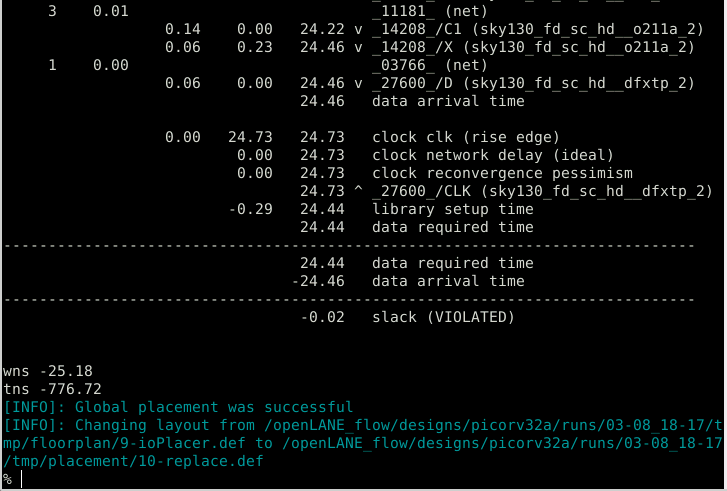 3    0.01                              _11181_ (net)
0.14    0.00   24.22 v  _14208_/C1 (sky130_fd_sc_hd__o211a_2)
0.06    0.23   24.46 v  _14208_/X (sky130_fd_sc_hd__o211a_2)
1    0.00                              _03766_ (net)
0.06    0.00   24.46 v  _27600_/D (sky130_fd_sc_hd__dfxtp_2)
24.46   data arrival time
0.00   24.73   24.73   clock clk (rise edge)
0.00   24.73   clock network delay (ideal)
0.00   24.73   clock reconvergence pessimism
24.73 ^ _27600_/CLK (sky130_fd_sc_hd__dfxtp_2)
-0.29   24.44   library setup time
24.44   data required time
-----------------------------------------------------------------------------
24.44   data required time
-24.46   data arrival time
-----------------------------------------------------------------------------
-0.02   slack (VIOLATED)
wns -25.18
tns -776.72
[INFO]: Global placement was successful
[INFO]: Changing layout from /openLANE_flow/designs/picorv32a/runs/03-08_18-17/t
mp/floorplan/9-ioPlacer.def to /openLANE_flow/designs/picorv32a/runs/03-08_18-17
/tmp/placement/10-replace.def
%